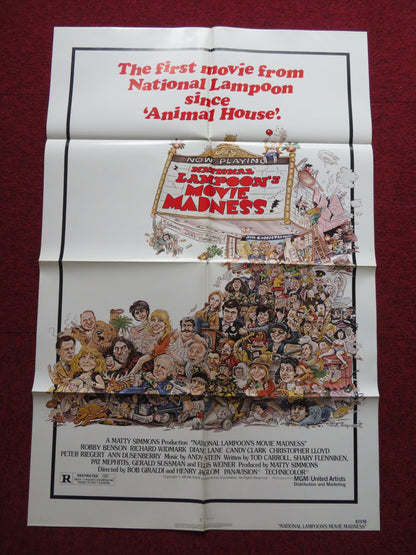 The first movie from
National Lampoon
since
'Animal House'.
NOW PLAYING
NATIONAL
LAMPOON'S
MOVIE
MADNESS
A MATTY SIMMONS Production "NATIONAL LAMPOON'S MOVIE MADNESS"
ROBBY BENSON RICHARD WIDMARK DIANE LANE CANDY CLARK CHRISTOPHER LLOYD
PETER RIEGERT ANN DUSENBERRY Music by ANDY STEIN Written by TOD CARROLL, SHARY FLENNIKEN,
PAT MEPHITIS, GERALD SUSSMAN and ELLIS WEINER Produced by MATTY SIMMONS
Directed by BOB GIRALDI and HENRY JAGLOM PANAVISION® TECHNICOLOR®
R RESTRICTED
MGM/United Artists
Distribution and Marketing
"NATIONAL LAMPOON'S MOVIE MADNESS"